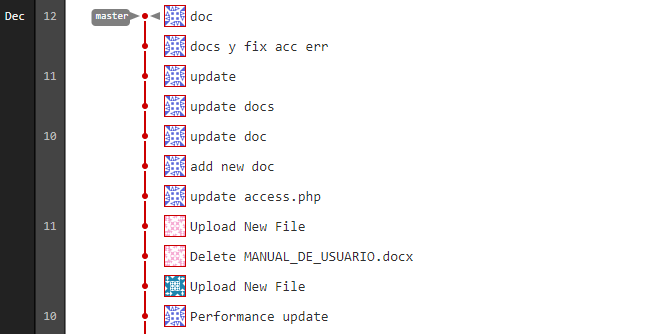 Dec 12 master doc
docs y fix acc err
11 update
update docs
10 update doc
add new doc
update access.php
11 Upload New File
Delete MANUAL_DE_USUARIO.docx
Upload New File
10 Performance update